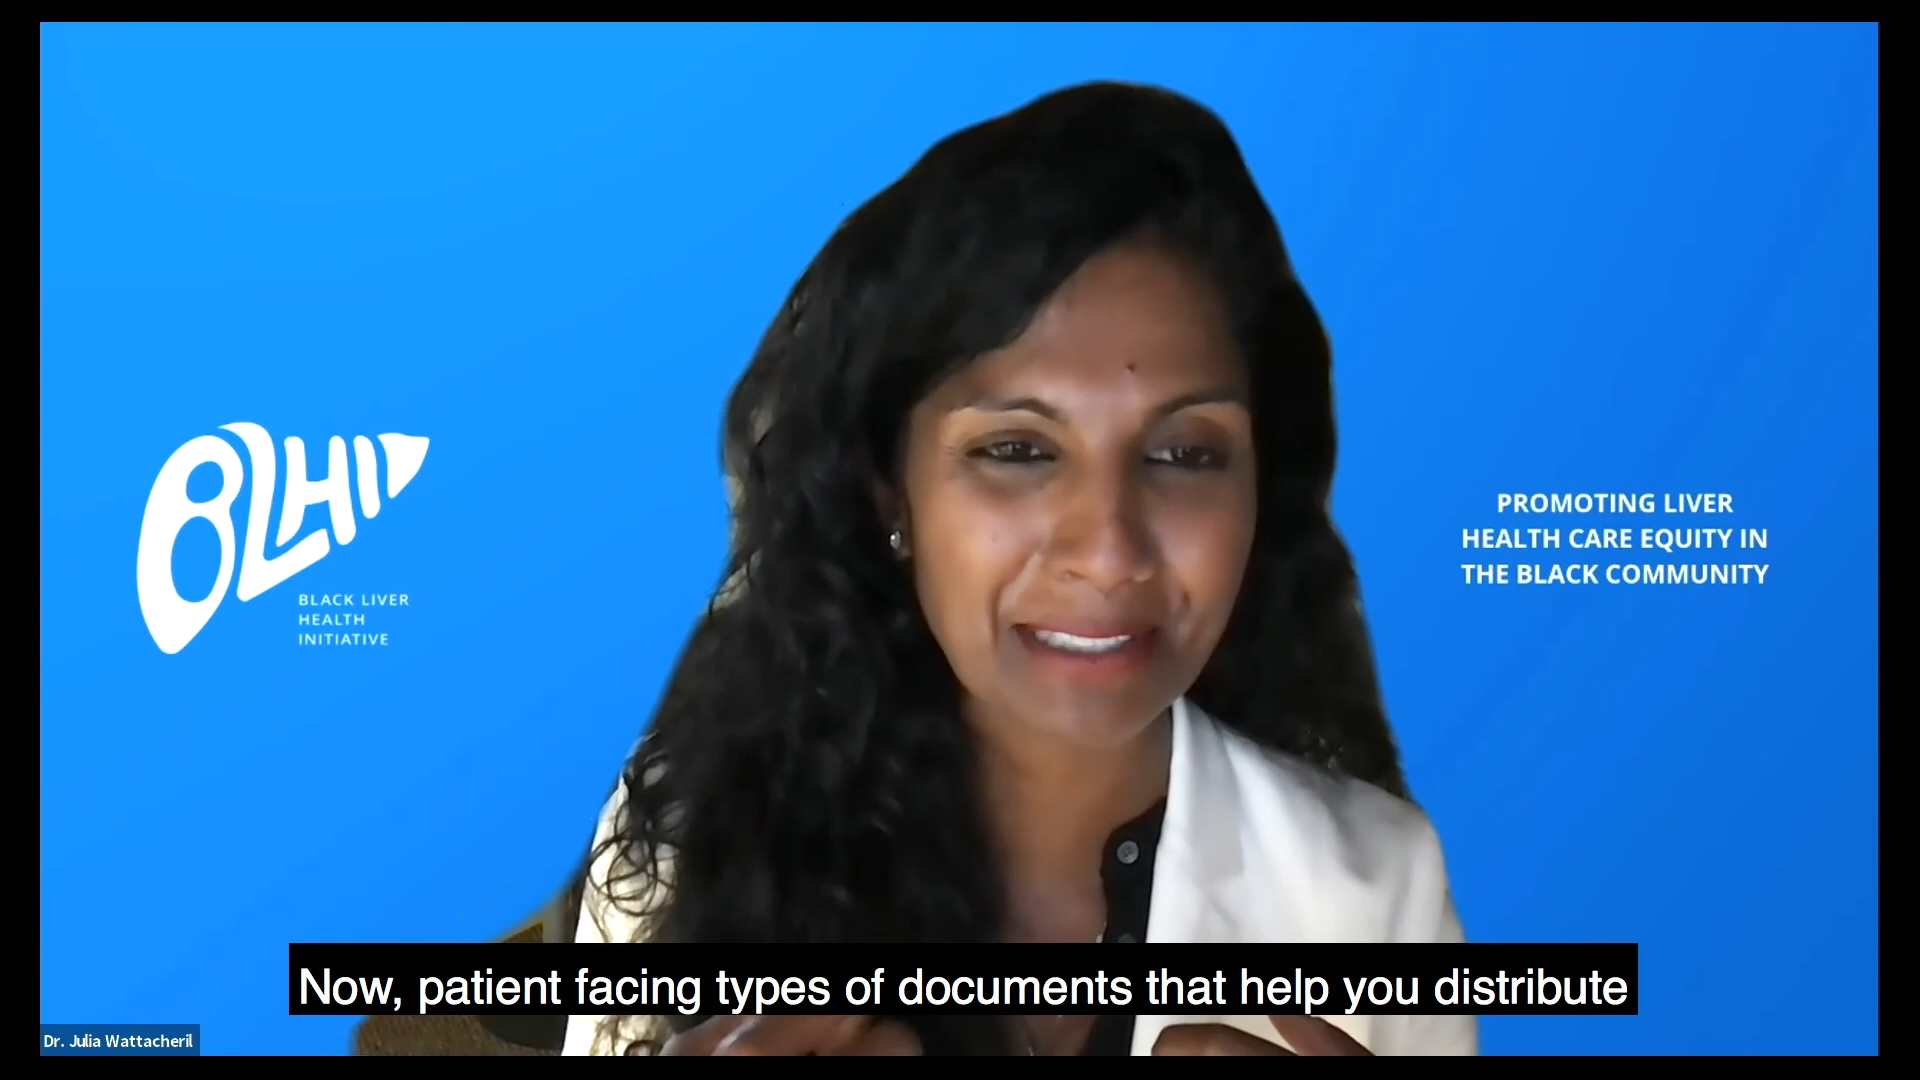 BLHI
BLACK LIVER
HEALTH
INITIATIVE
PROMOTING LIVER
HEALTH CARE EQUITY IN
THE BLACK COMMUNITY
Now, patient facing types of documents that help you distribute
Dr. Julia Wattacheril